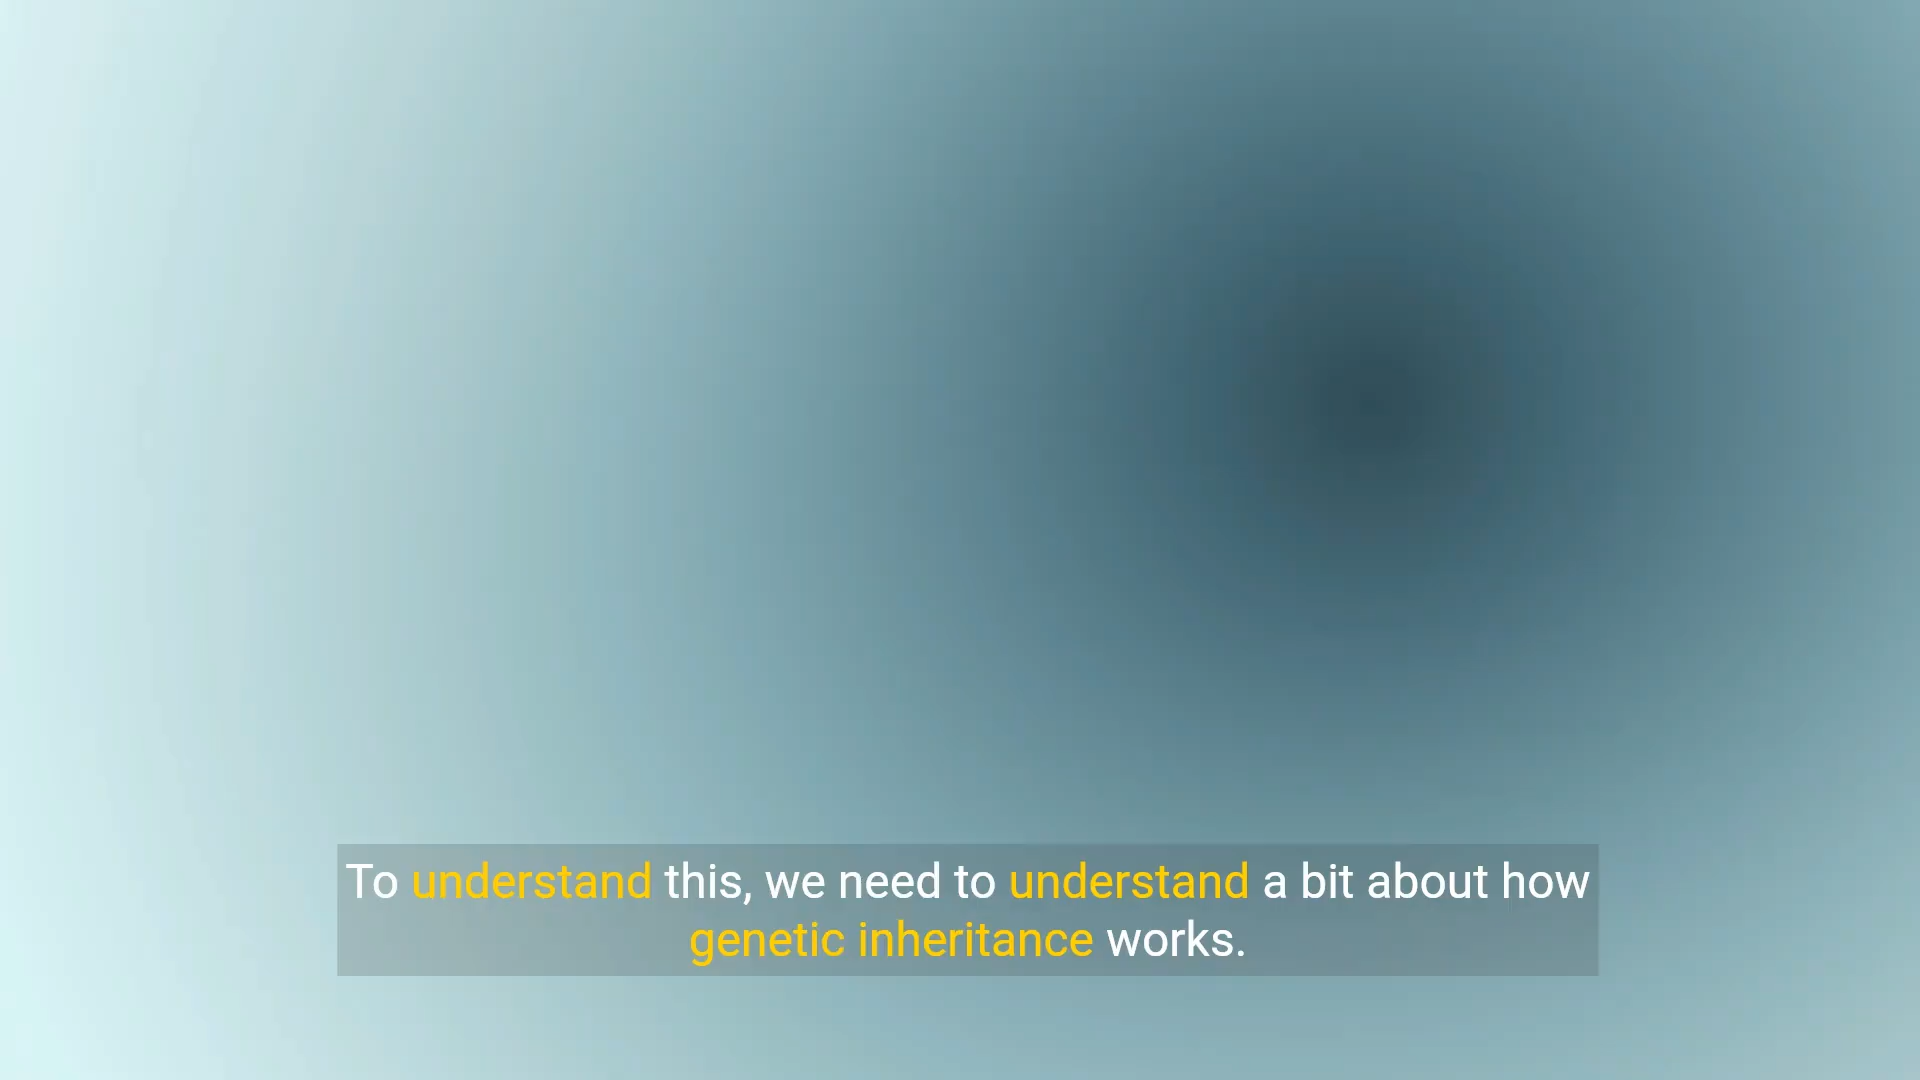 To understand this, we need to understand a bit about how
genetic inheritance works.